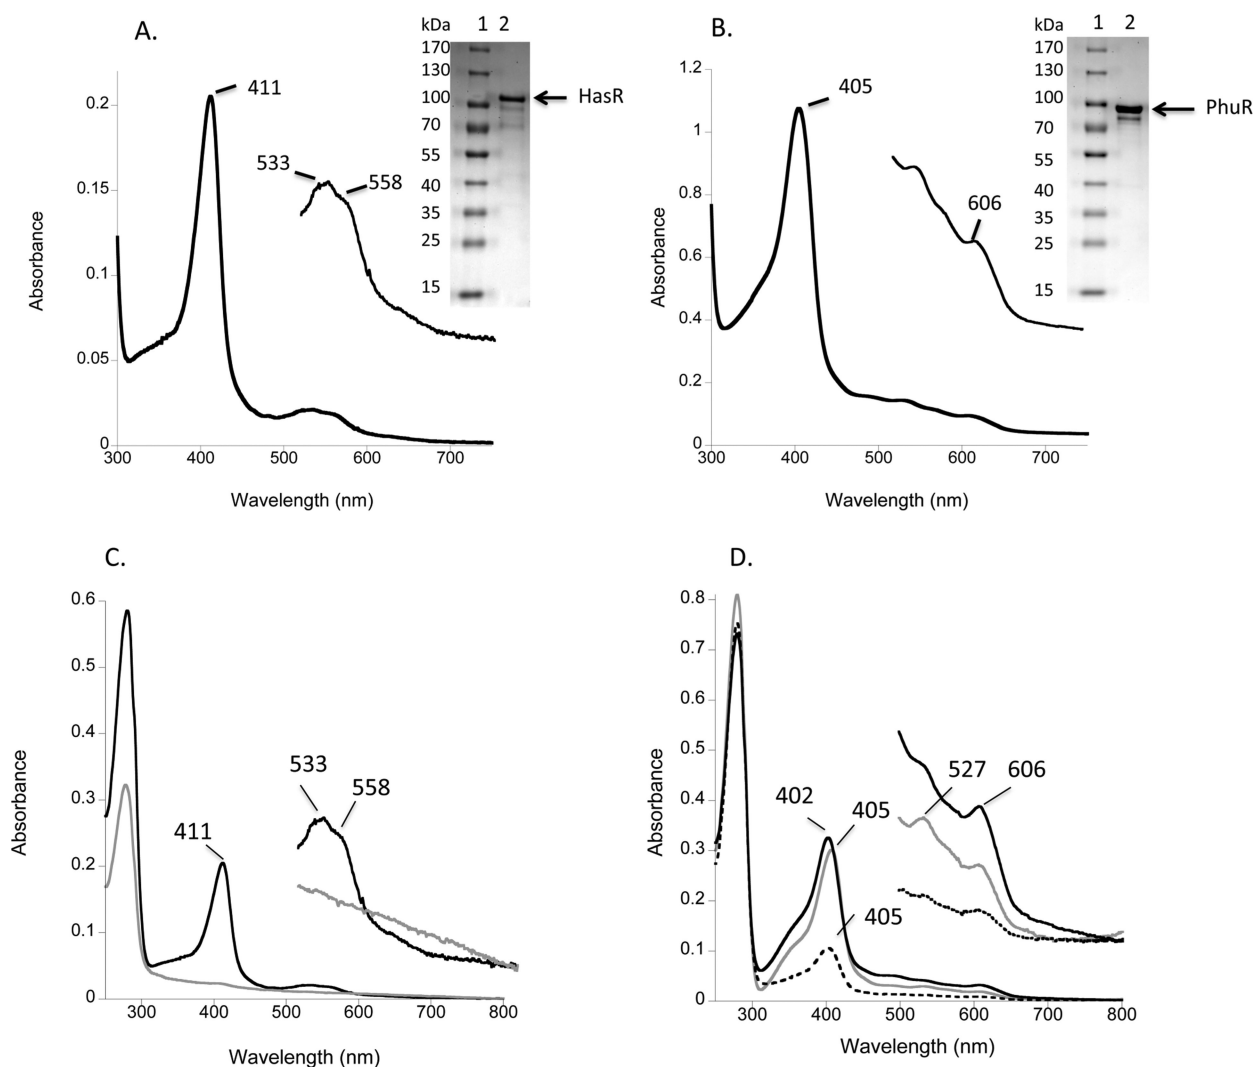 A.
kDa 1 2
170
130
100
70
55
40
35
25
15
HasR
411
533
558
0.2
0.15
0.1
0.05
0
Absorbance
300 400 500 600 700
Wavelength (nm)
B.
kDa 1 2
170
130
100
70
55
40
35
25
15
PhuR
405
606
1.2
1
0.8
0.6
0.4
0.2
0
Absorbance
300 400 500 600 700
Wavelength (nm)
C.
0.6
0.5
0.4
0.3
0.2
0.1
0
Absorbance
411
533
558
300 400 500 600 700 800
Wavelength (nm)
D.
0.8
0.7
0.6
0.5
0.4
0.3
0.2
0.1
0
Absorbance
402
405
405
527
606
300 400 500 600 700 800
Wavelength (nm)